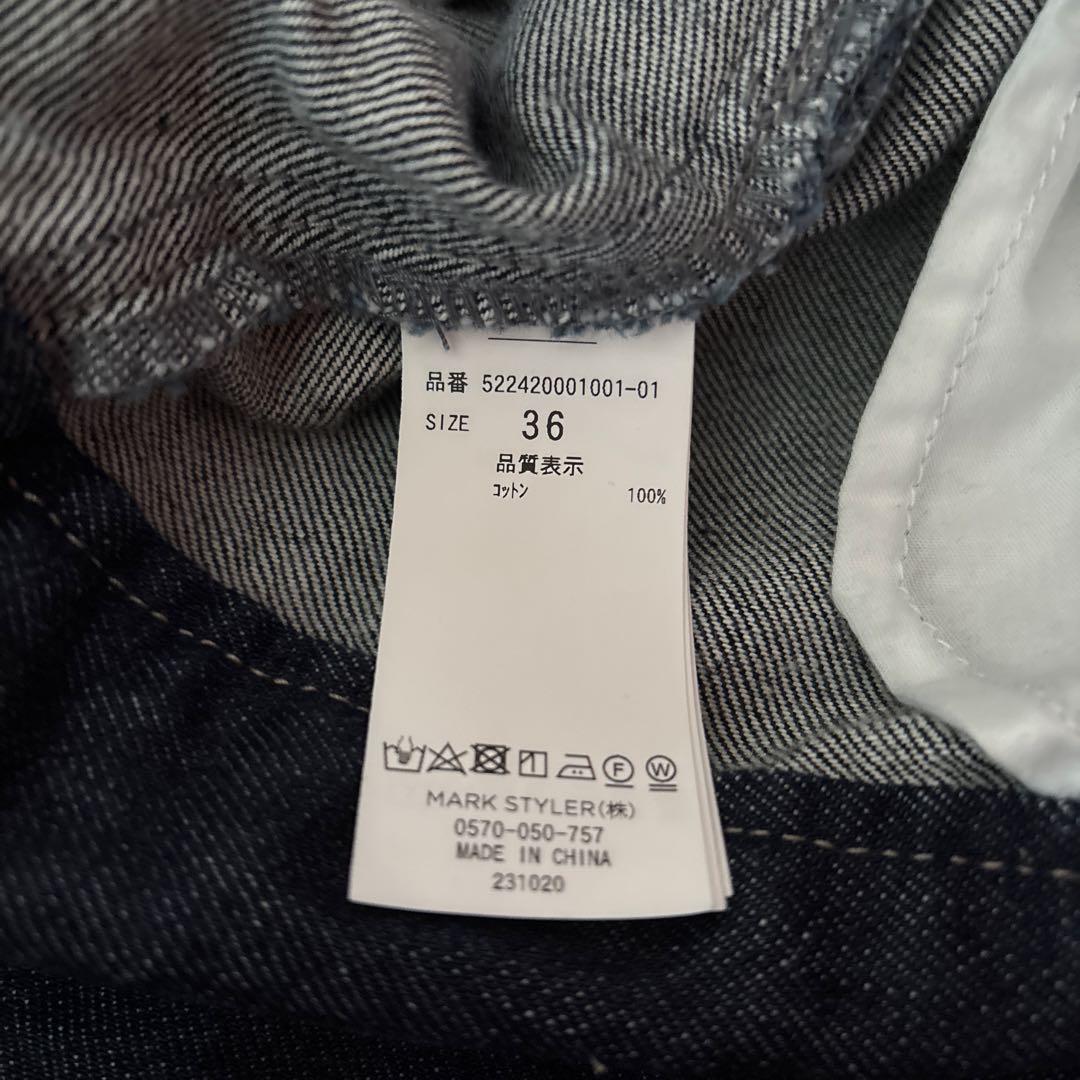 品番 522420001001-01
SIZE 36
品質表示
コットン 100%
F W
MARK STYLER(株)
0570-050-757
MADE IN CHINA
231020